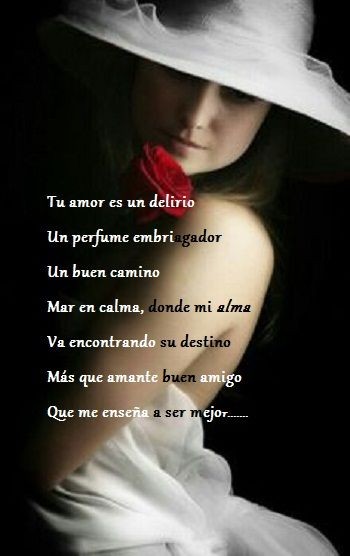 Tu amor es un delirio
Un perfume embriagador
Un buen camino
Mar en calma, donde mi alma
Va encontrando su destino
Más que amante buen amigo
Que me enseña a ser mejor.......